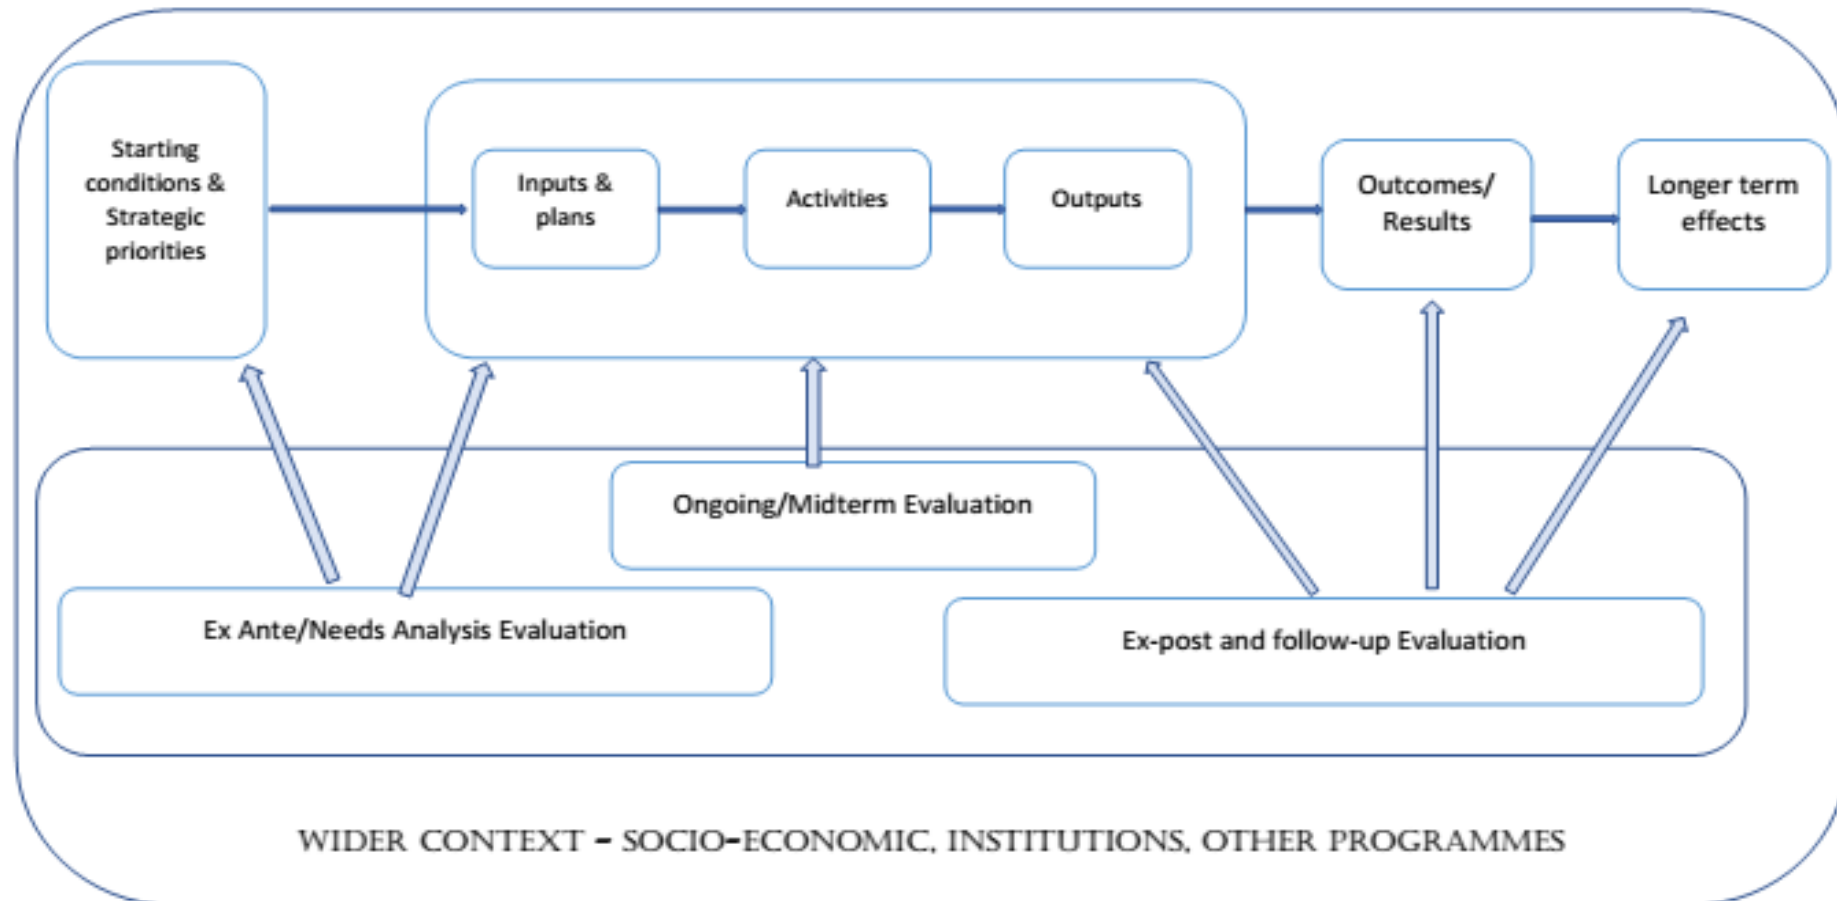 Starting
conditions &
Strategic
priorities
Inputs &
plans
Activities
Outputs
Outcomes/
Results
Longer term
effects
Ongoing/Midterm Evaluation
Ex Ante/Needs Analysis Evaluation
Ex-post and follow-up Evaluation
WIDER CONTEXT – SOCIO-ECONOMIC, INSTITUTIONS, OTHER PROGRAMMES